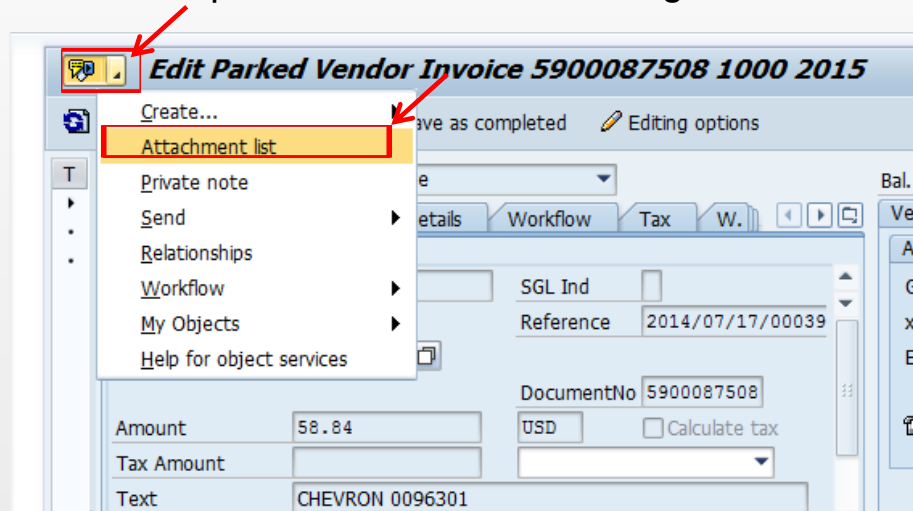 Edit Parked Vendor Invoice 5900087508 1000 2015
Create...
ave as completed
Editing options
Attachment list
T
Private note
e
Bal.
Send
etails
Workflow
Tax
W.
Ve
Relationships
A
Workflow
SGL Ind
My Objects
Reference
2014/07/17/00039
Help for object services
DocumentNo
5900087508
Amount
58.84
USD
Calculate tax
Tax Amount
Text
CHEVRON 0096301